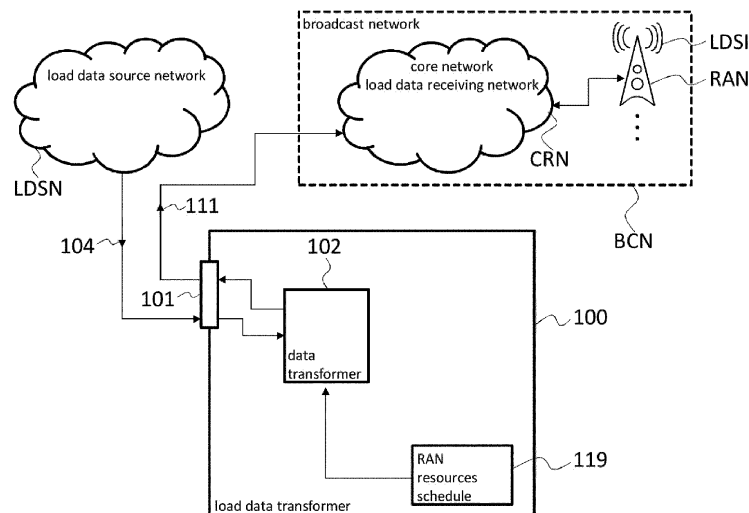 broadcast network
load data source network
core network
load data receiving network
LDSI
RAN
CRN
LDSN
BCN
111
104
101
102
100
data
transformer
RAN
resources
schedule
119
load data transformer